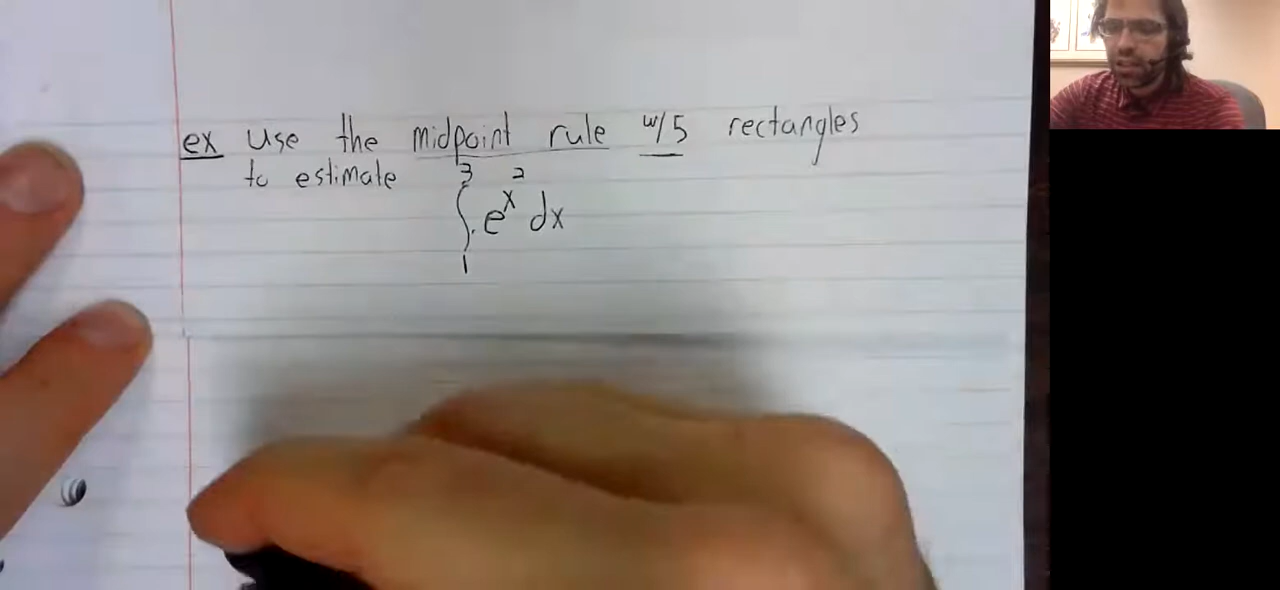 ex Use the midpoint rule w/5 rectangles
to estimate ∫₁³ e^x² dx